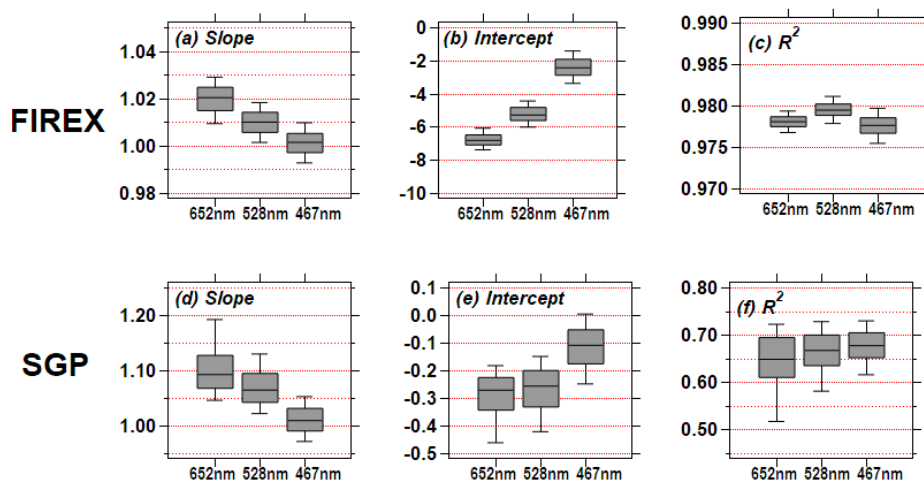 (a) Slope
1.04
1.02
1.00
0.98
652nm 528nm 467nm
(b) Intercept
0
-2
-4
-6
-8
-10
652nm 528nm 467nm
(c) R²
0.990
0.985
0.980
0.975
0.970
652nm 528nm 467nm
FIREX
(d) Slope
1.20
1.10
1.00
652nm 528nm 467nm
(e) Intercept
0.1
0.0
-0.1
-0.2
-0.3
-0.4
-0.5
652nm 528nm 467nm
(f) R²
0.80
0.70
0.60
0.50
652nm 528nm 467nm
SGP